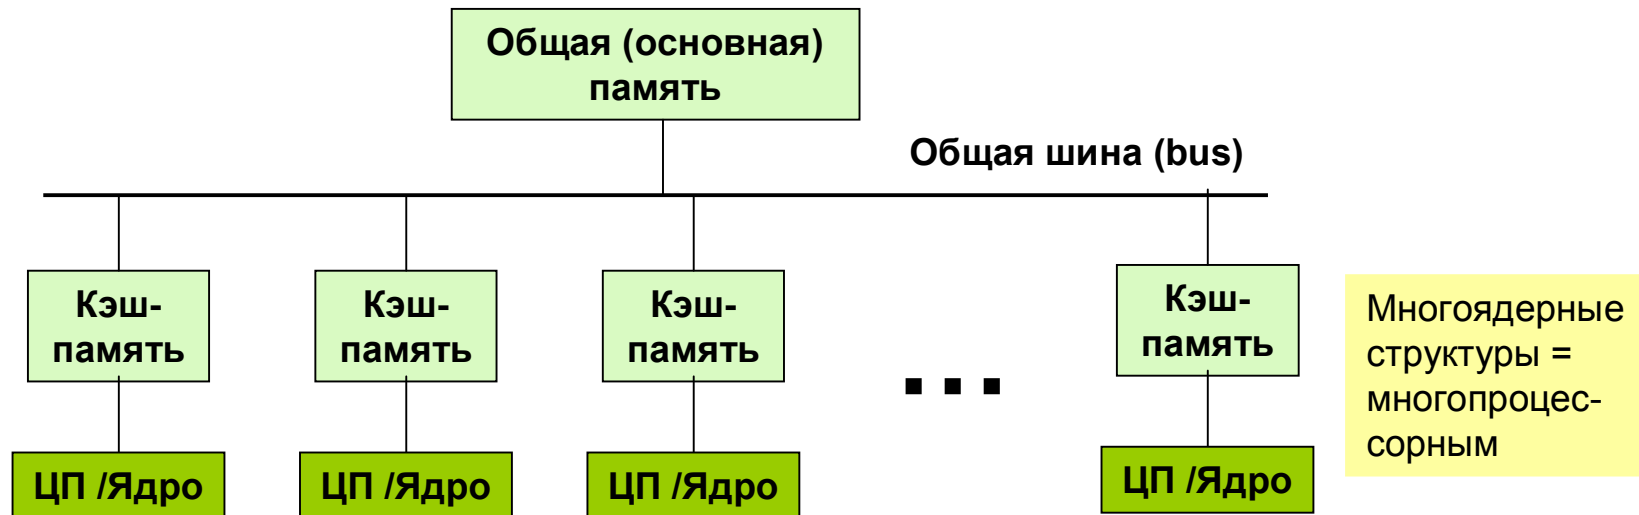 Общая (основная)
память
Общая шина (bus)
Кэш-
память
Кэш-
память
Кэш-
память
...
Кэш-
память
Многоядерные
структуры =
многопроцес-
сорным
ЦП /Ядро
ЦП /Ядро
ЦП /Ядро
ЦП /Ядро